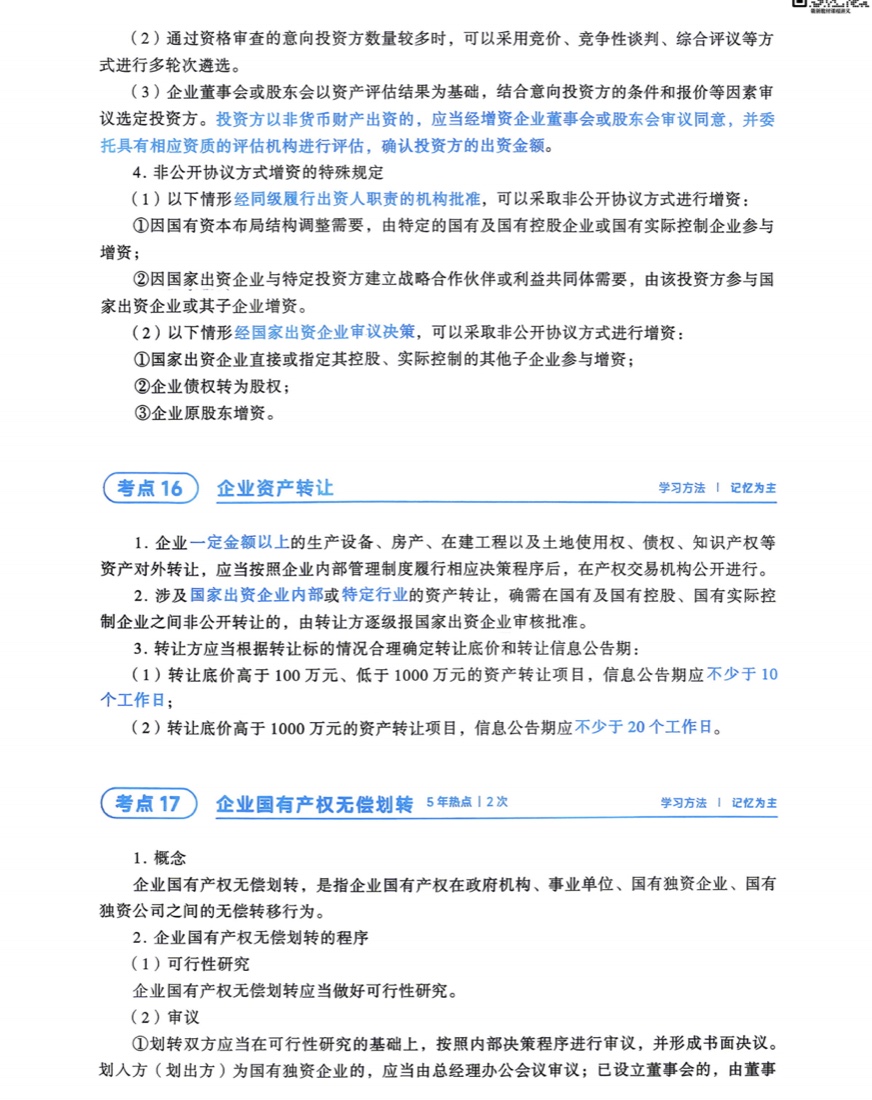 （2）通过资格审查的意向投资方数量较多时，可以采用竞价、竞争性谈判、综合评议等方
式进行多轮次遴选。
（3）企业董事会或股东会以资产评估结果为基础，结合意向投资方的条件和报价等因素审
议选定投资方。投资方以非货币财产出资的，应当经增资企业董事会或股东会审议同意，并委
托具有相应资质的评估机构进行评估，确认投资方的出资金额。
4. 非公开协议方式增资的特殊规定
（1）以下情形经同级履行出资人职责的机构批准，可以采取非公开协议方式进行增资：
①因国有资本布局结构调整需要，由特定的国有及国有控股企业或国有实际控制企业参与
增资；
②因国家出资企业与特定投资方建立战略合作伙伴或利益共同体需要，由该投资方参与国
家出资企业或其子企业增资。
（2）以下情形经国家出资企业审议决策，可以采取非公开协议方式进行增资：
①国家出资企业直接或指定其控股、实际控制的其他子企业参与增资；
②企业债权转为股权；
③企业原股东增资。
考点 16 企业资产转让 学习方法 | 记忆为主
1. 企业一定金额以上的生产设备、房产、在建工程以及土地使用权、债权、知识产权等
资产对外转让，应当按照企业内部管理制度履行相应决策程序后，在产权交易机构公开进行。
2. 涉及国家出资企业内部或特定行业的资产转让，确需在国有及国有控股、国有实际控
制企业之间非公开转让的，由转让方逐级报国家出资企业审核批准。
3. 转让方应当根据转让标的情况合理确定转让底价和转让信息公告期：
（1）转让底价高于 100 万元、低于 1000 万元的资产转让项目，信息公告期应不少于 10
个工作日；
（2）转让底价高于 1000 万元的资产转让项目，信息公告期应不少于 20 个工作日。
考点 17 企业国有产权无偿划转 5 年热点 | 2 次 学习方法 | 记忆为主
1. 概念
企业国有产权无偿划转，是指企业国有产权在政府机构、事业单位、国有独资企业、国有
独资公司之间的无偿转移行为。
2. 企业国有产权无偿划转的程序
（1）可行性研究
企业国有产权无偿划转应当做好可行性研究。
（2）审议
①划转双方应当在可行性研究的基础上，按照内部决策程序进行审议，并形成书面决议。
划入方（划出方）为国有独资企业的，应当由总经理办公会议审议；已设立董事会的，由董事